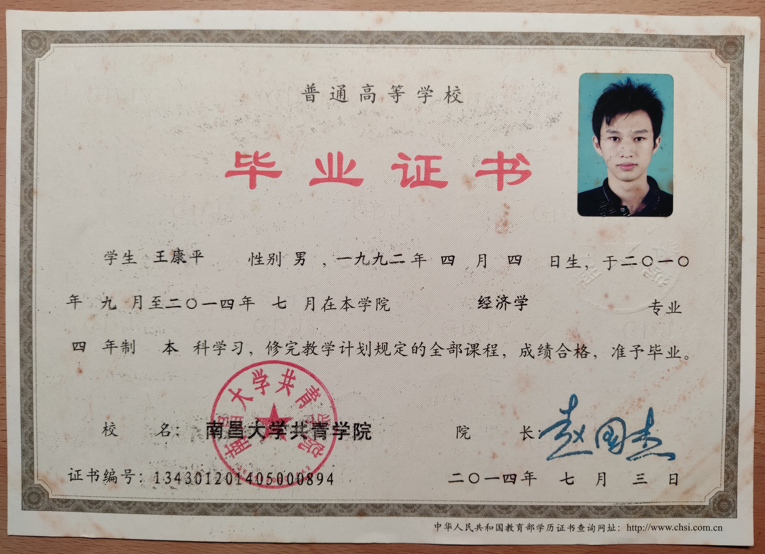 普通高等学校
毕业证书
学生 王康平 性别 男 ，一九九二年 四 月 四 日生，于二〇一〇
年 九 月至二〇一四年 七 月在本学院 经济学 专业
四 年制 本 科学习，修完教学计划规定的全部课程，成绩合格，准予毕业。
南昌大学共青学院
校 名：南昌大学共青学院 院 长：赵国杰
证书编号：134301201405000894 二〇一四年 七 月 三 日
中华人民共和国教育部学历证书查询网址：http://www.chsi.com.cn